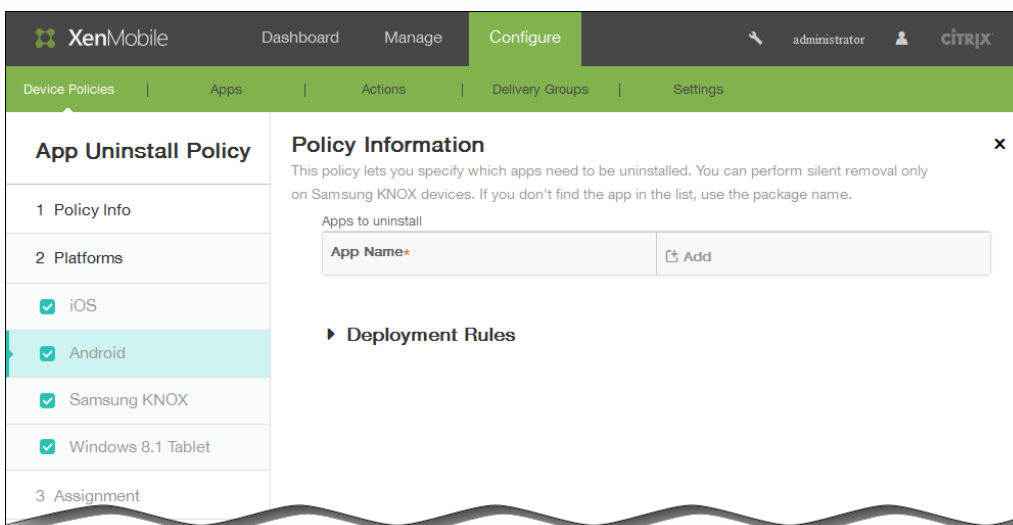 XenMobile Dashboard Manage Configure administrator CİTRIX
Device Policies | Apps | Actions | Delivery Groups | Settings
App Uninstall Policy
1 Policy Info
2 Platforms
iOS
Android
Samsung KNOX
Windows 8.1 Tablet
3 Assignment
Policy Information
This policy lets you specify which apps need to be uninstalled. You can perform silent removal only
on Samsung KNOX devices. If you don't find the app in the list, use the package name.
Apps to uninstall
App Name* Add
Deployment Rules